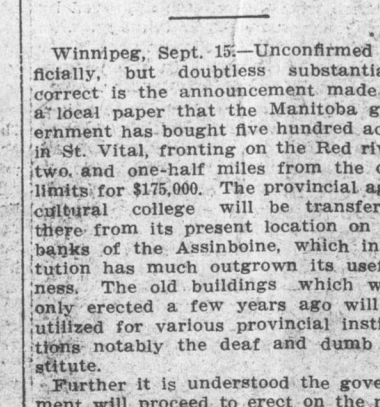 Winnipeg, Sept. 15.—Unconfirmed
ficially, but doubtless substantia
correct is the announcement made
a local paper that the Manitoba g
ernment has bought five hundred ac
in St. Vital, fronting on the Red riv
two and one-half miles from the c
limits for $175,000. The provincial ag
cultural college will be transfer
there from its present location on
banks of the Assinboine, which in
tution has much outgrown its usef
ness. The old buildings which w
only erected a few years ago will
utilized for various provincial insti
tions notably the deaf and dumb
stitute.
Further it is understood the gove
ment will proceed to erect on the n